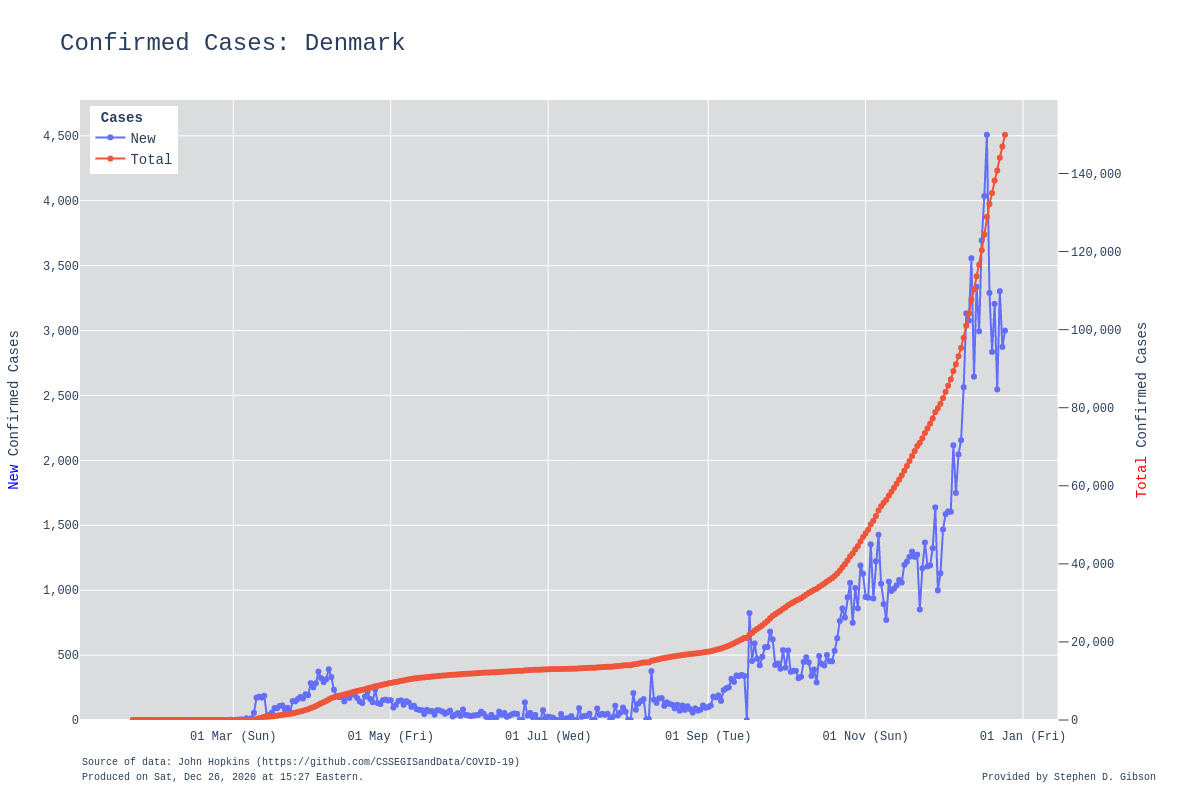 Confirmed Cases: Denmark
Cases
New
Total
4,500
4,000
3,500
3,000
2,500
2,000
1,500
1,000
500
0
New Confirmed Cases
140,000
120,000
100,000
80,000
60,000
40,000
20,000
0
Total Confirmed Cases
01 Mar (Sun) 01 May (Fri) 01 Jul (Wed) 01 Sep (Tue) 01 Nov (Sun) 01 Jan (Fri)
Source of data: John Hopkins (https://github.com/CSSEGISandData/COVID-19)
Produced on Sat, Dec 26, 2020 at 15:27 Eastern.
Provided by Stephen D. Gibson